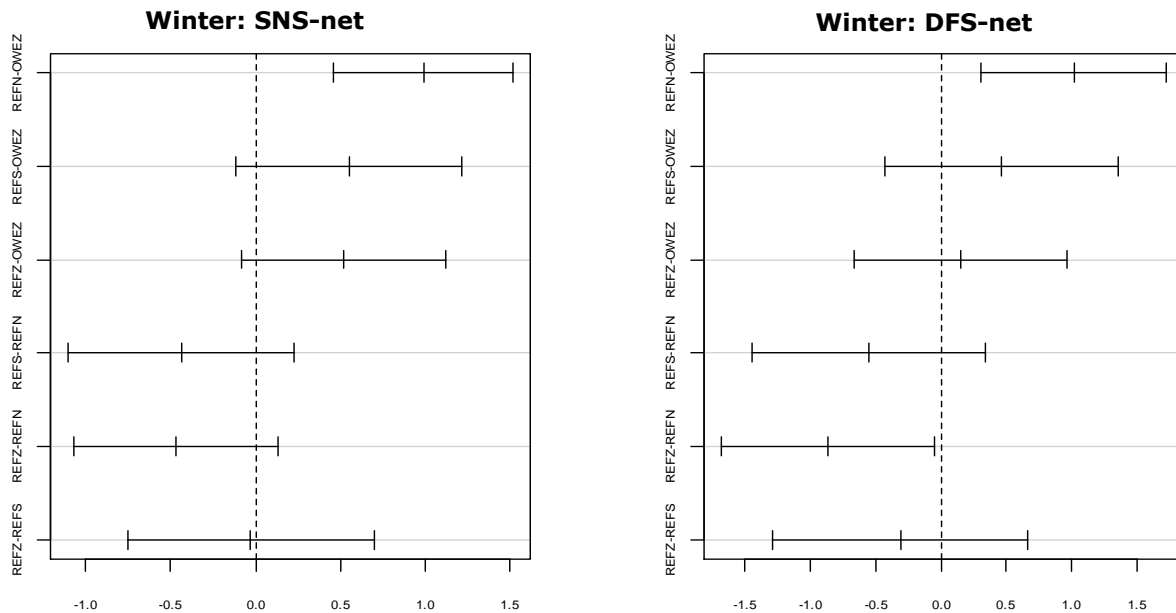 Winter: SNS-net
REFN-OWEZ
REFS-OWEZ
REFZ-OWEZ
REFS-REFN
REFZ-REFN
REFZ-REFS
-1.0 -0.5 0.0 0.5 1.0 1.5
Winter: DFS-net
REFN-OWEZ
REFS-OWEZ
REFZ-OWEZ
REFS-REFN
REFZ-REFN
REFZ-REFS
-1.5 -1.0 -0.5 0.0 0.5 1.0 1.5